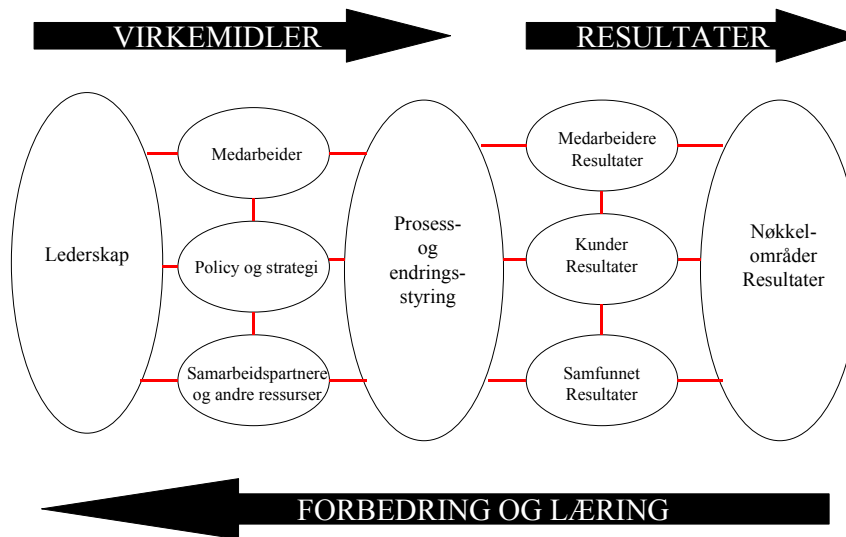 VIRKEMIDLER
RESULTATER
Lederskap
Medarbeider
Policy og strategi
Samarbeidspartnere
og andre ressurser
Prosess-
og
endrings-
styring
Medarbeidere
Resultater
Kunder
Resultater
Samfunnet
Resultater
Nøkkel-
områder
Resultater
FORBEDRING OG LÆRING